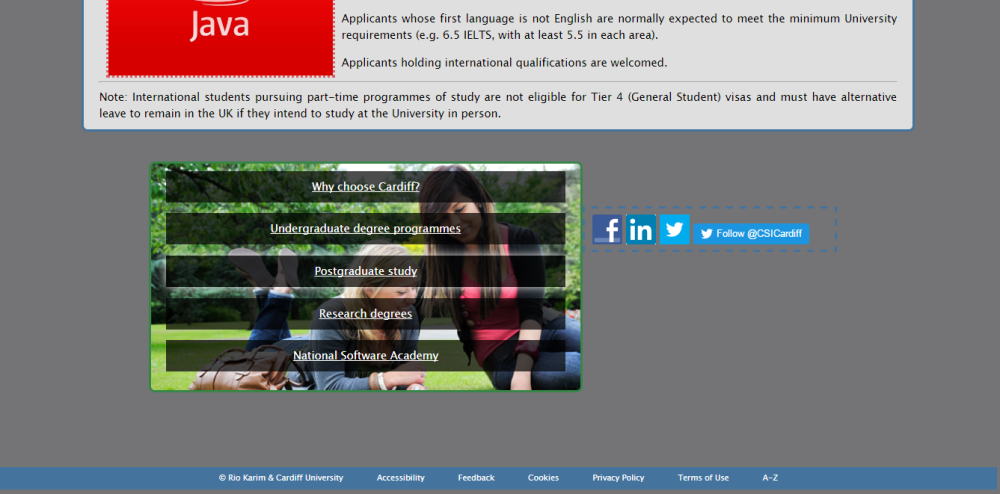 Java
Applicants whose first language is not English are normally expected to meet the minimum University
requirements (e.g. 6.5 IELTS, with at least 5.5 in each area).
Applicants holding international qualifications are welcomed.
Note: International students pursuing part-time programmes of study are not eligible for Tier 4 (General Student) visas and must have alternative
leave to remain in the UK if they intend to study at the University in person.
Why choose Cardiff?
Undergraduate degree programmes
Postgraduate study
Research degrees
National Software Academy
f in Follow @CSICardiff
© Rio Karim & Cardiff University Accessibility Feedback Cookies Privacy Policy Terms of Use A-Z